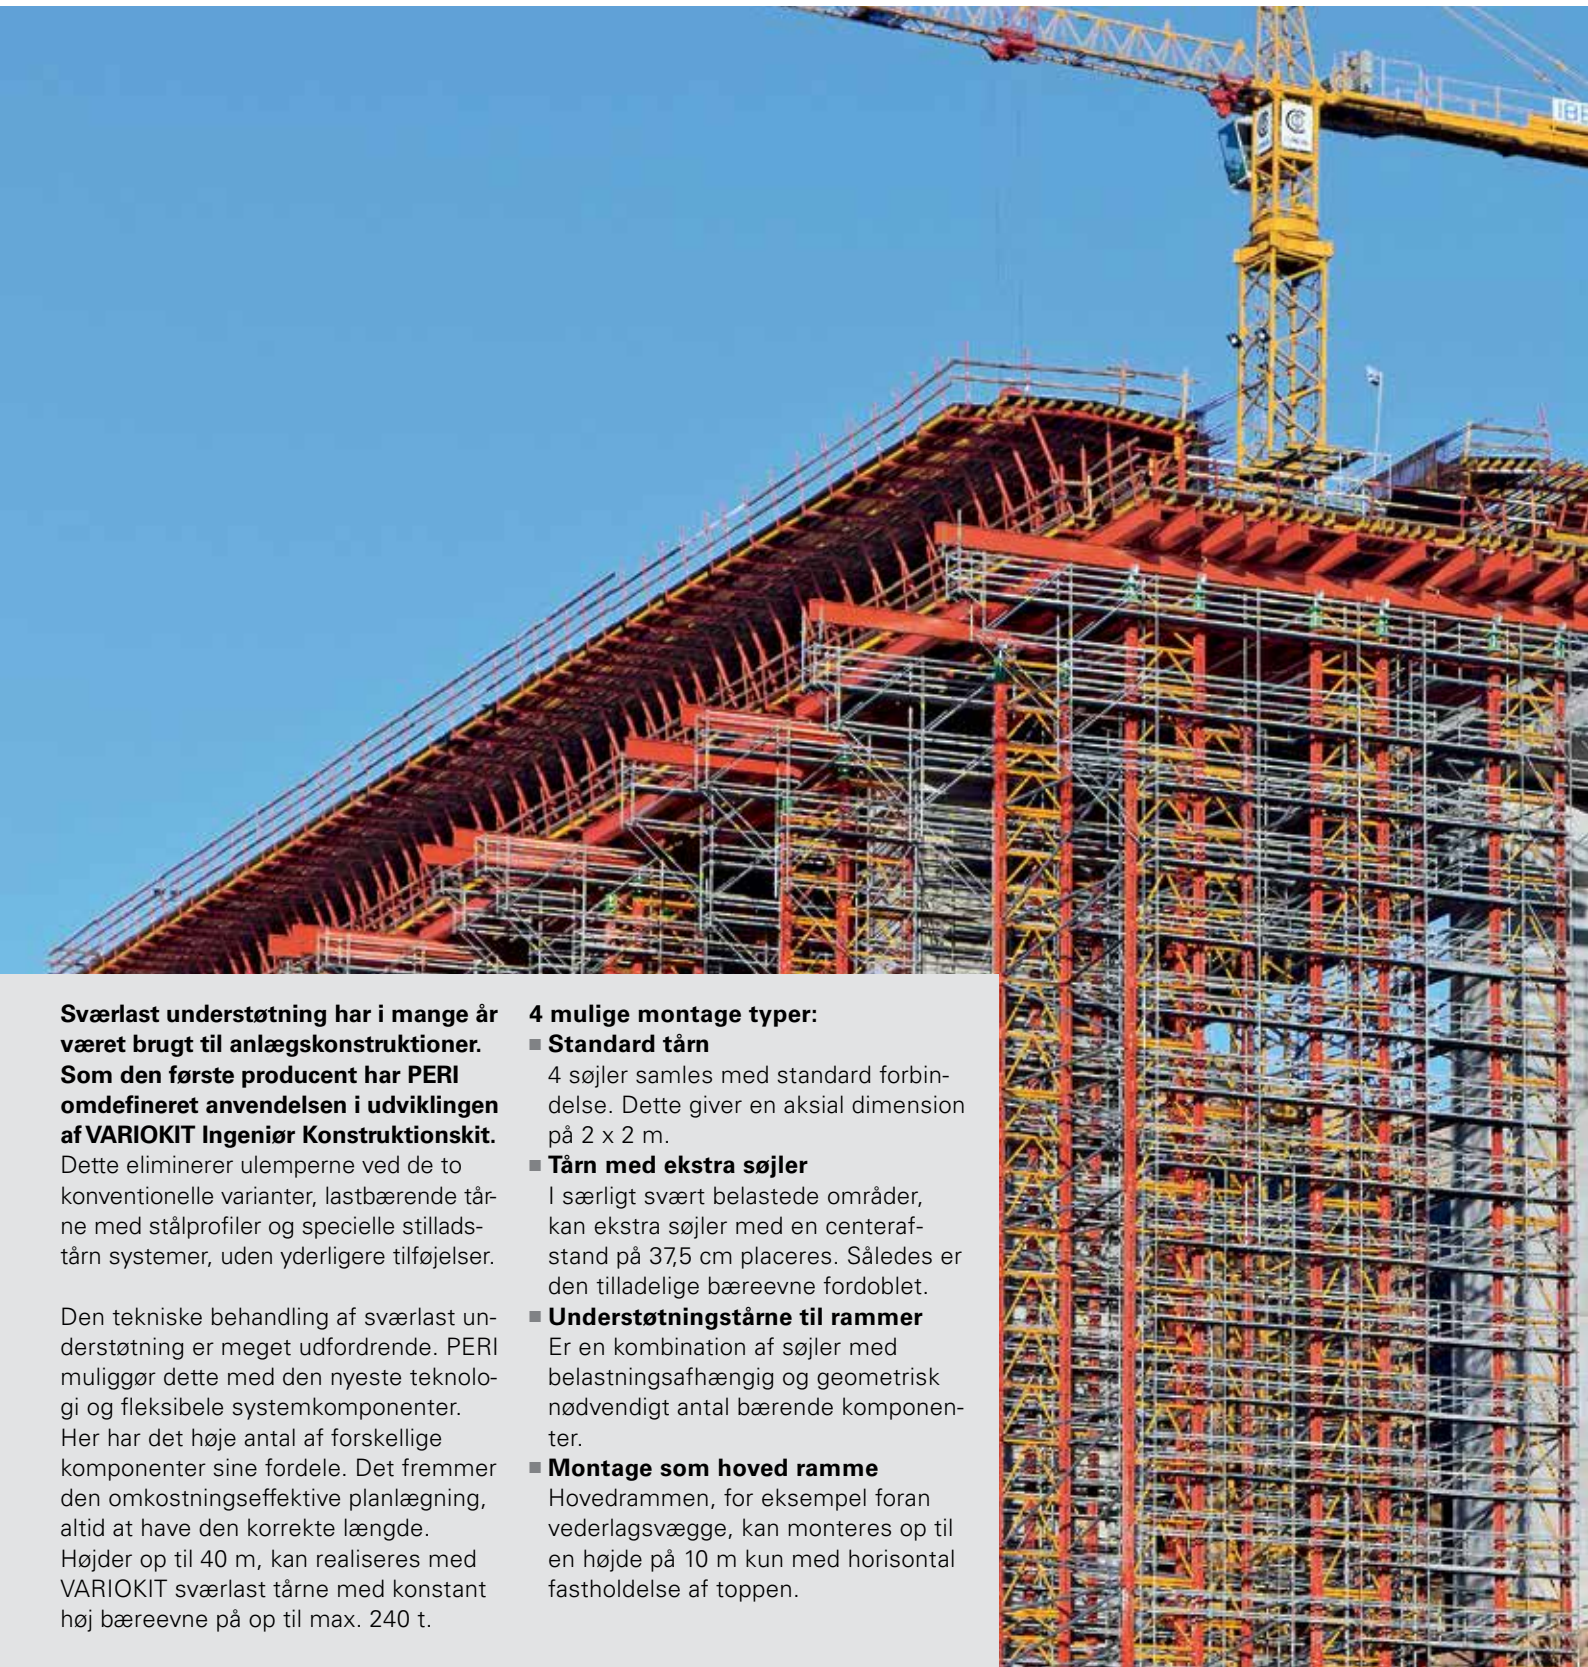 IBE
Sværlast understøtning har i mange år
været brugt til anlægskonstruktioner.
Som den første producent har PERI
omdefineret anvendelsen i udviklingen
af VARIOKIT Ingeniør Konstruktionskit.
Dette eliminerer ulemperne ved de to
konventionelle varianter, lastbærende tår-
ne med stålprofiler og specielle stillads-
tårn systemer, uden yderligere tilføjelser.
Den tekniske behandling af sværlast un-
derstøtning er meget udfordrende. PERI
muliggør dette med den nyeste teknolo-
gi og fleksibele systemkomponenter.
Her har det høje antal af forskellige
komponenter sine fordele. Det fremmer
den omkostningseffektive planlægning,
altid at have den korrekte længde.
Højder op til 40 m, kan realiseres med
VARIOKIT sværlast tårne med konstant
høj bæreevne på op til max. 240 t.
4 mulige montage typer:
■ Standard tårn
4 søjler samles med standard forbin-
delse. Dette giver en aksial dimension
på 2 x 2 m.
■ Tårn med ekstra søjler
I særligt svært belastede områder,
kan ekstra søjler med en centeraf-
stand på 37,5 cm placeres. Således er
den tilladelige bæreevne fordoblet.
■ Understøtningstårne til rammer
Er en kombination af søjler med
belastningsafhængig og geometrisk
nødvendigt antal bærende komponen-
ter.
■ Montage som hoved ramme
Hovedrammen, for eksempel foran
vederlagsvægge, kan monteres op til
en højde på 10 m kun med horisontal
fastholdelse af toppen.